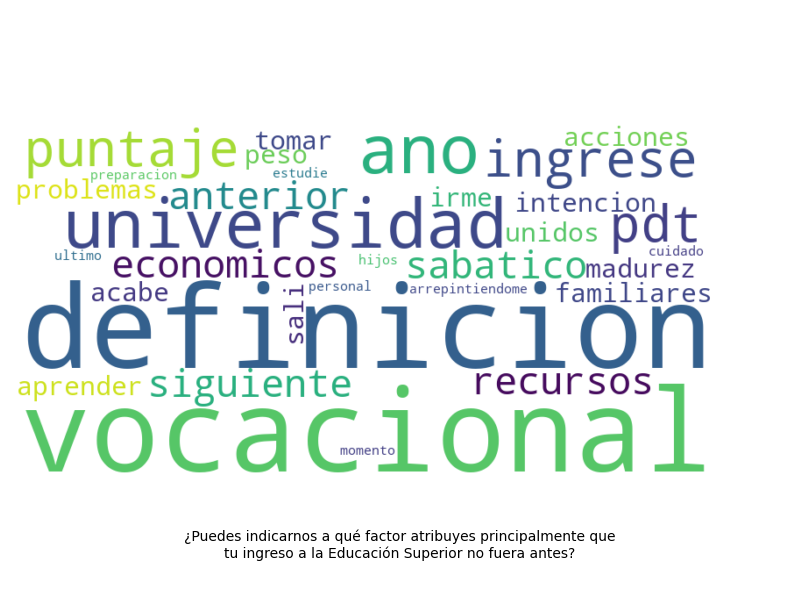 puntaje tomar ano acciones
peso ingrese
preparacion estudie
problemas anterior irme intencion
universidad unidos pdt
ultimo economicos hijos sabatico cuidado
madurez
acabe sali personal arrepintiendome familiares
definicion
aprender siguiente recursos
vocacional
momento
¿Puedes indicarnos a qué factor atribuyes principalmente que
tu ingreso a la Educación Superior no fuera antes?